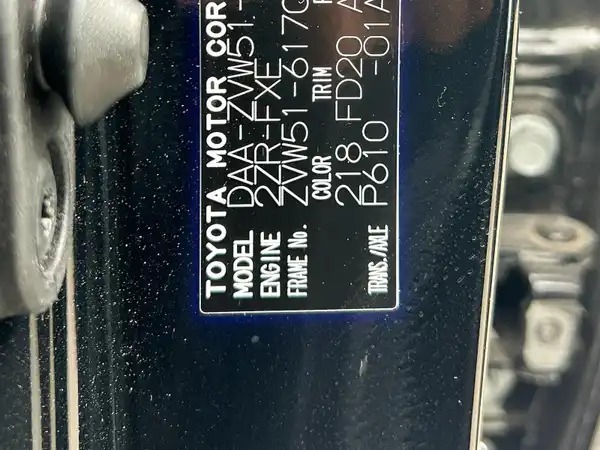 TOYOTA MOTOR COR
MODEL DAA-ZVW51-
ENGINE 2ZR-FXE
FRAME No. ZVW51-617
COLOR TRIM
218 FD20
TRANS./AXLE P610 -01A